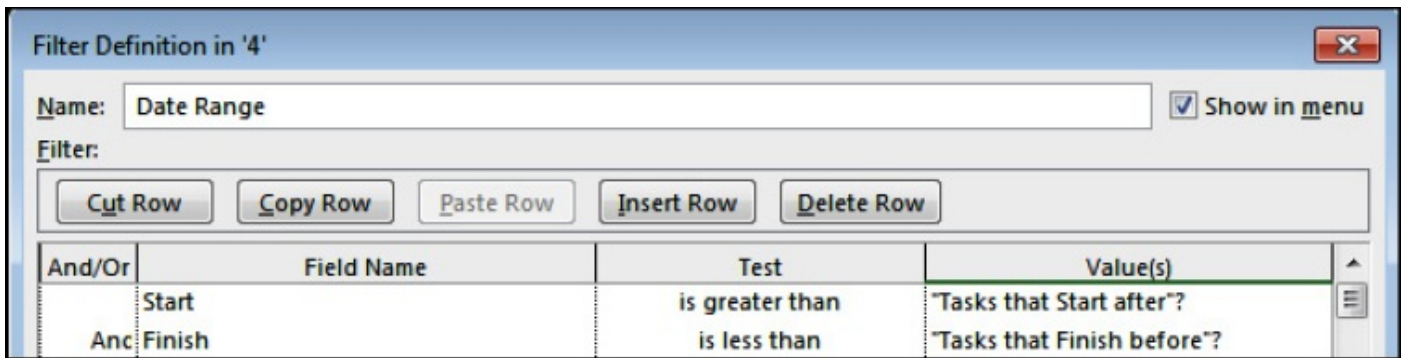 Filter Definition in '4'
Name: Date Range Show in menu
Filter:
Cut Row Copy Row Paste Row Insert Row Delete Row
And/Or Field Name Test Value(s)
Start is greater than "Tasks that Start after"?
Anc Finish is less than "Tasks that Finish before"?